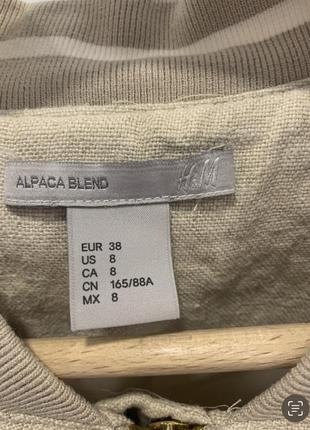 ALPACA BLEND H&M
EUR 38
US 8
CA 8
CN 165/88A
MX 8